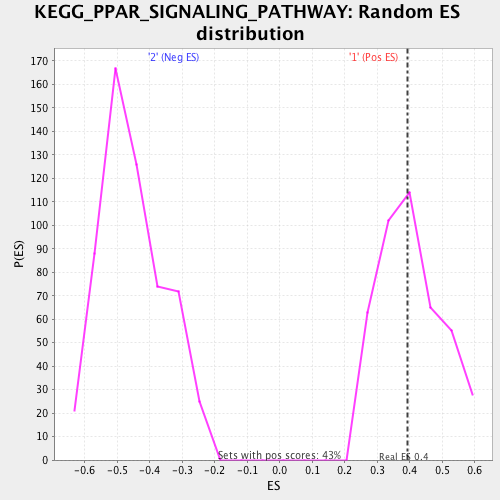 KEGG_PPAR_SIGNALING_PATHWAY: Random ES
distribution
'2' (Neg ES)
'1' (Pos ES)
170
160
150
140
130
120
110
100
90
80
70
60
50
40
30
20
10
0
P(ES)
Sets with pos scores: 43%
Real ES 0.4
-0.6 -0.5 -0.4 -0.3 -0.2 -0.1 0.0 0.1 0.2 0.3 0.4 0.5 0.6
ES